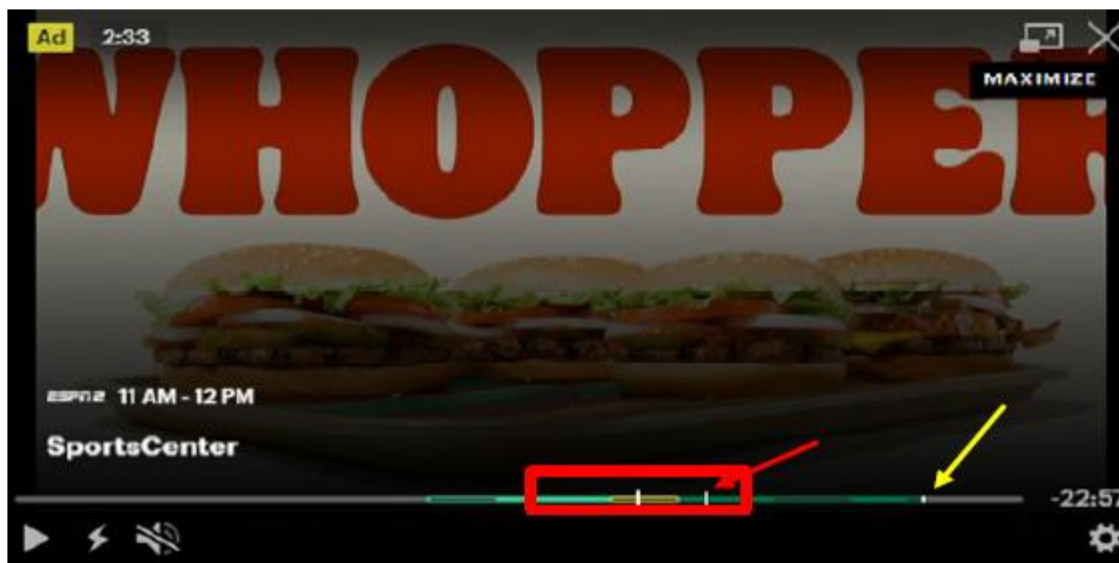 Ad 2:33
MAXIMIZE
WHOPPER
ESPN2 11 AM - 12 PM
SportsCenter
-22:57